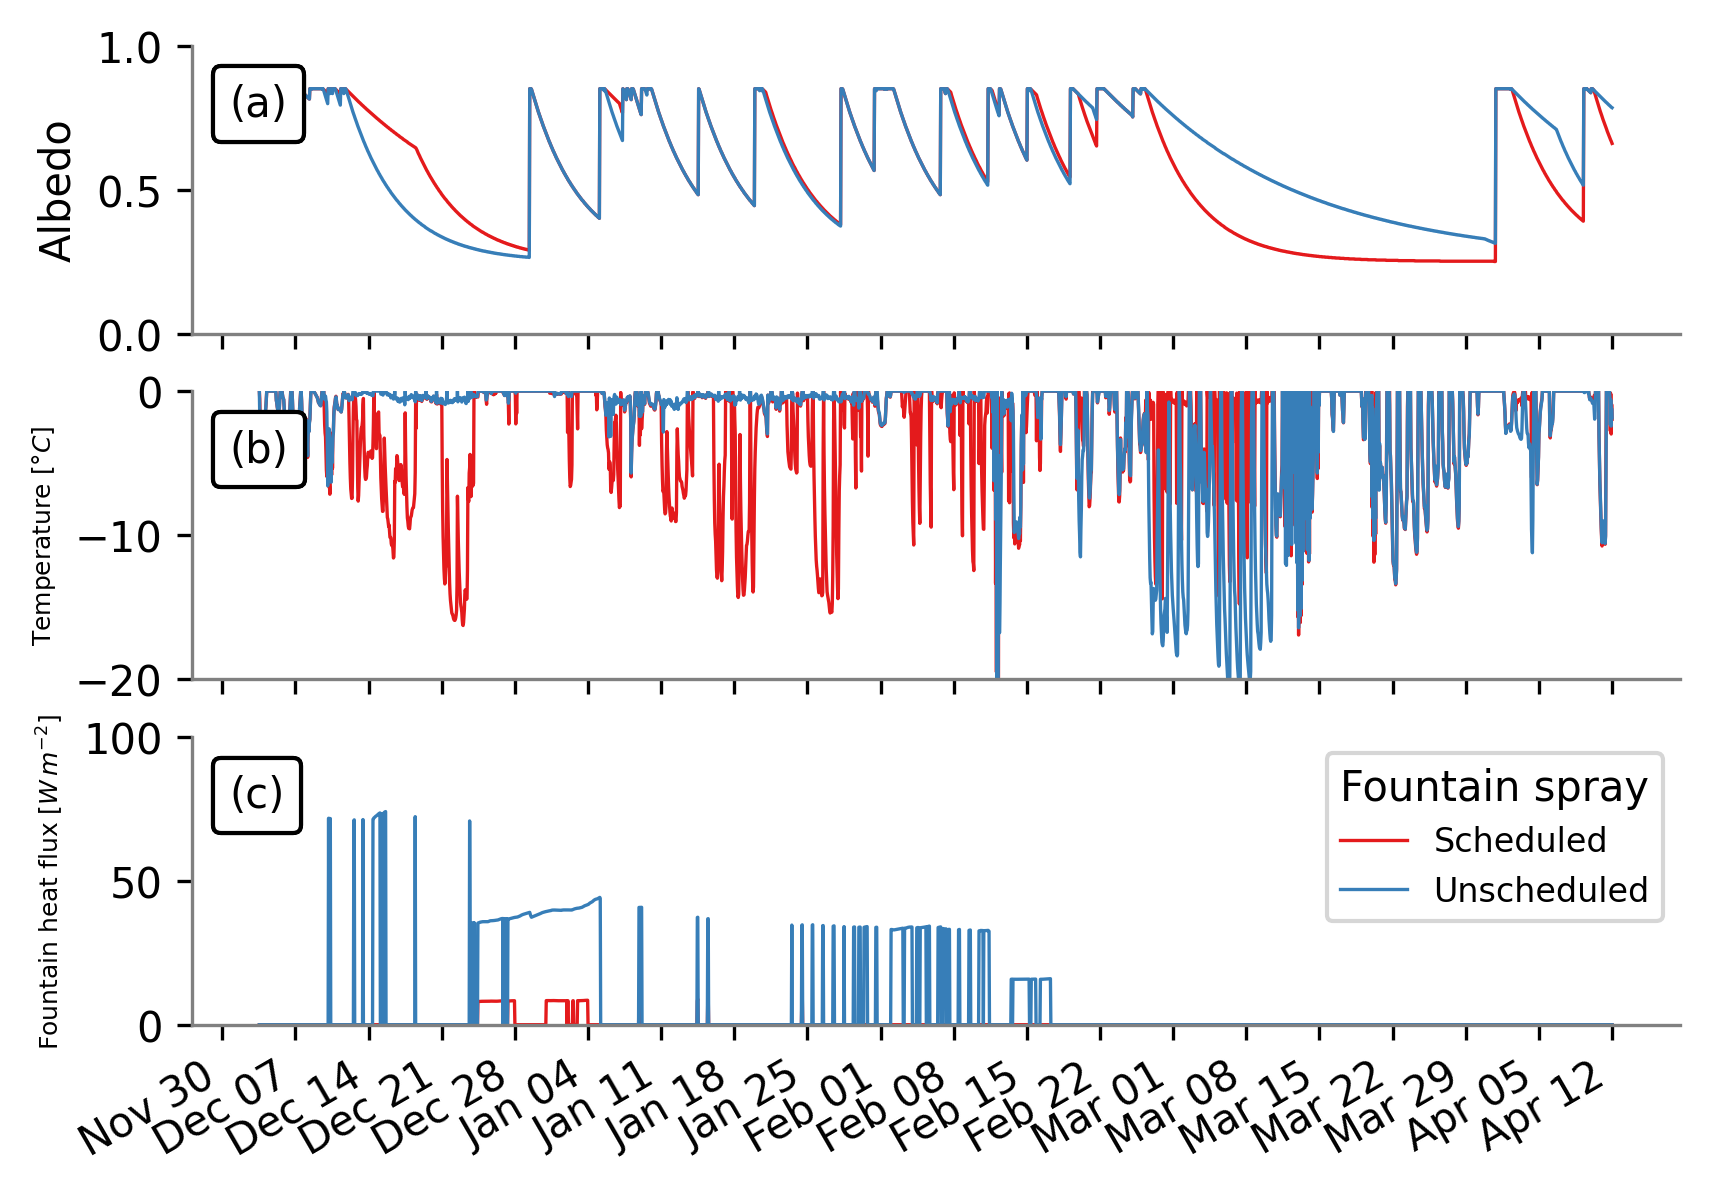 (a)
Albedo
1.0
0.5
0.0
(b)
Temperature [°C]
0
−10
−20
(c)
Fountain heat flux [W m⁻²]
100
50
0
Fountain spray
Scheduled
Unscheduled
Nov 30
Dec 07
Dec 14
Dec 21
Dec 28
Jan 04
Jan 11
Jan 18
Jan 25
Feb 01
Feb 08
Feb 15
Feb 22
Mar 01
Mar 08
Mar 15
Mar 22
Mar 29
Apr 05
Apr 12